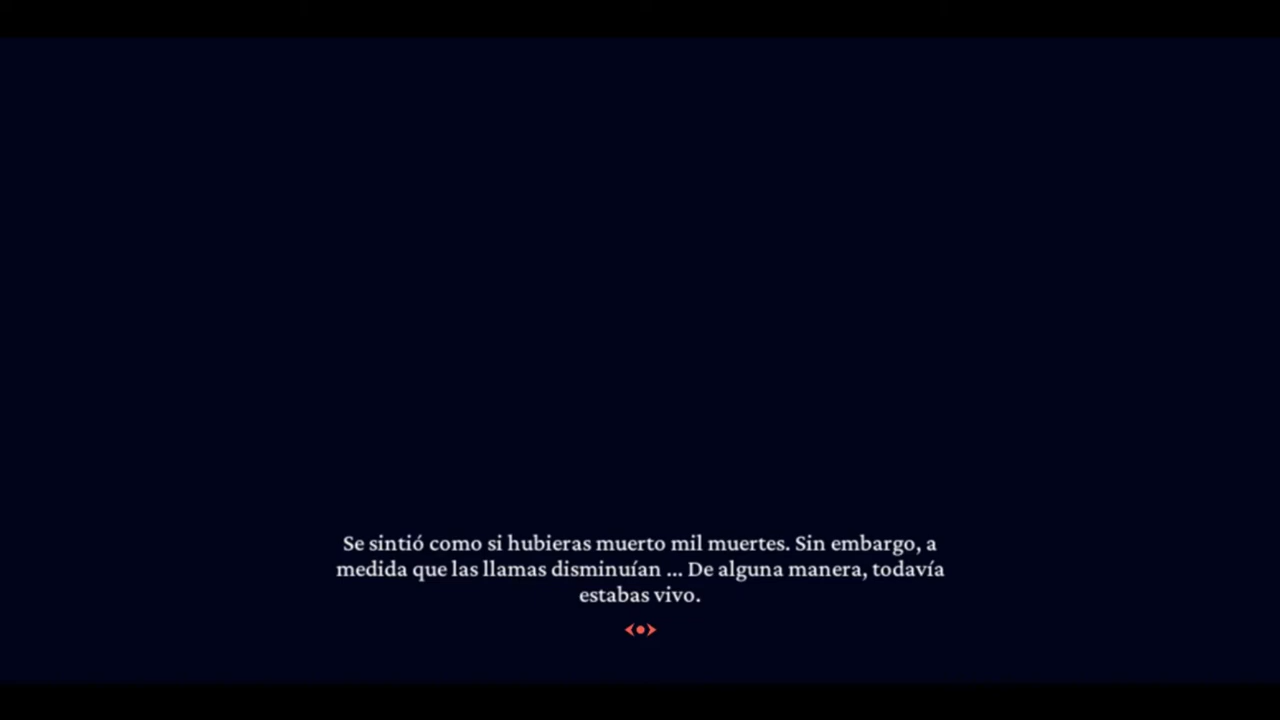 Se sintió como si hubieras muerto mil muertes. Sin embargo, a
medida que las llamas disminuían ... De alguna manera, todavía
estabas vivo.